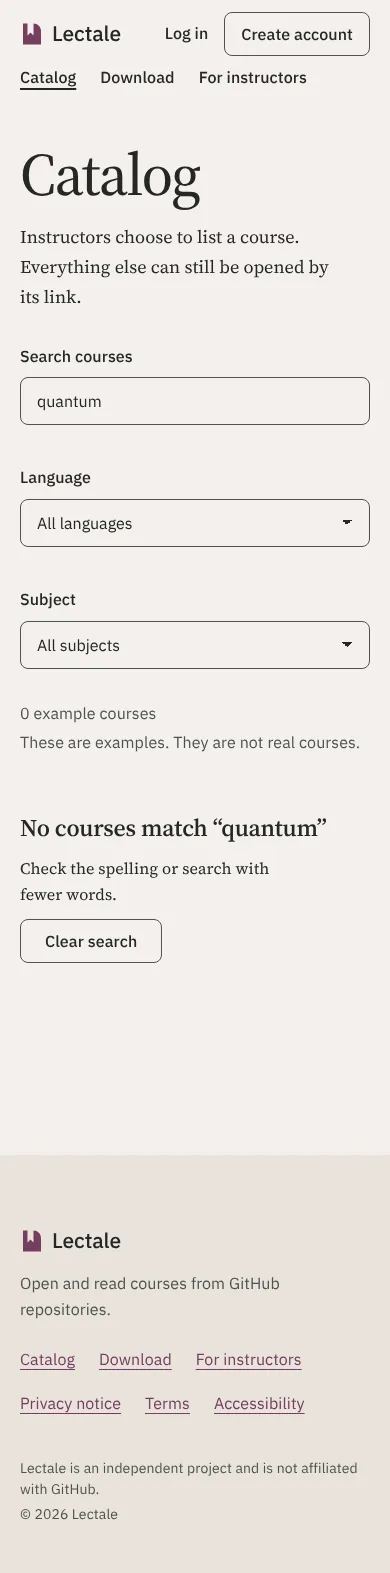 Lectale
Log in
Create account
Catalog
Download
For instructors
Catalog
Instructors choose to list a course.
Everything else can still be opened by
its link.
Search courses
quantum
Language
All languages
Subject
All subjects
0 example courses
These are examples. They are not real courses.
No courses match “quantum”
Check the spelling or search with
fewer words.
Clear search
Lectale
Open and read courses from GitHub
repositories.
Catalog
Download
For instructors
Privacy notice
Terms
Accessibility
Lectale is an independent project and is not affiliated
with GitHub.
© 2026 Lectale